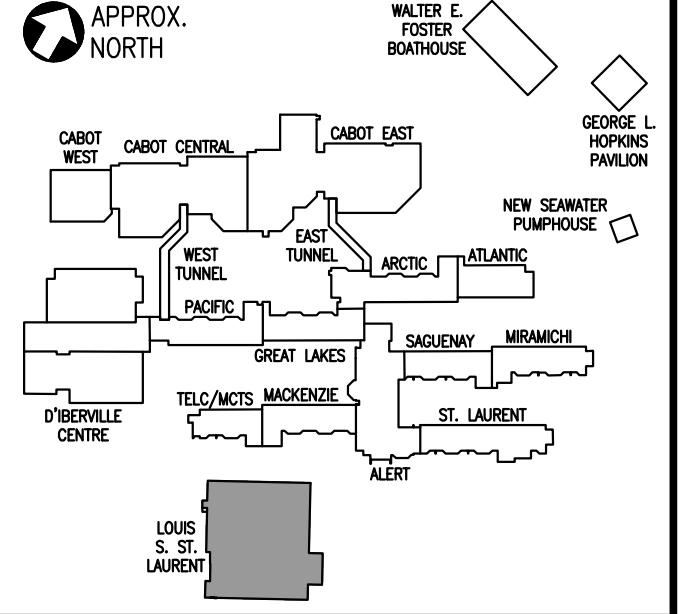 APPROX.
NORTH
WALTER E.
FOSTER
BOATHOUSE
GEORGE L.
HOPKINS
PAVILION
CABOT
WEST
CABOT CENTRAL
CABOT EAST
NEW SEAWATER
PUMPHOUSE
WEST
TUNNEL
EAST
TUNNEL
ARCTIC
ATLANTIC
PACIFIC
GREAT LAKES
SAGUENAY
MIRAMICHI
D'IBERVILLE
CENTRE
TELC/MCTS
MACKENZIE
ST. LAURENT
ALERT
LOUIS
S. ST.
LAURENT